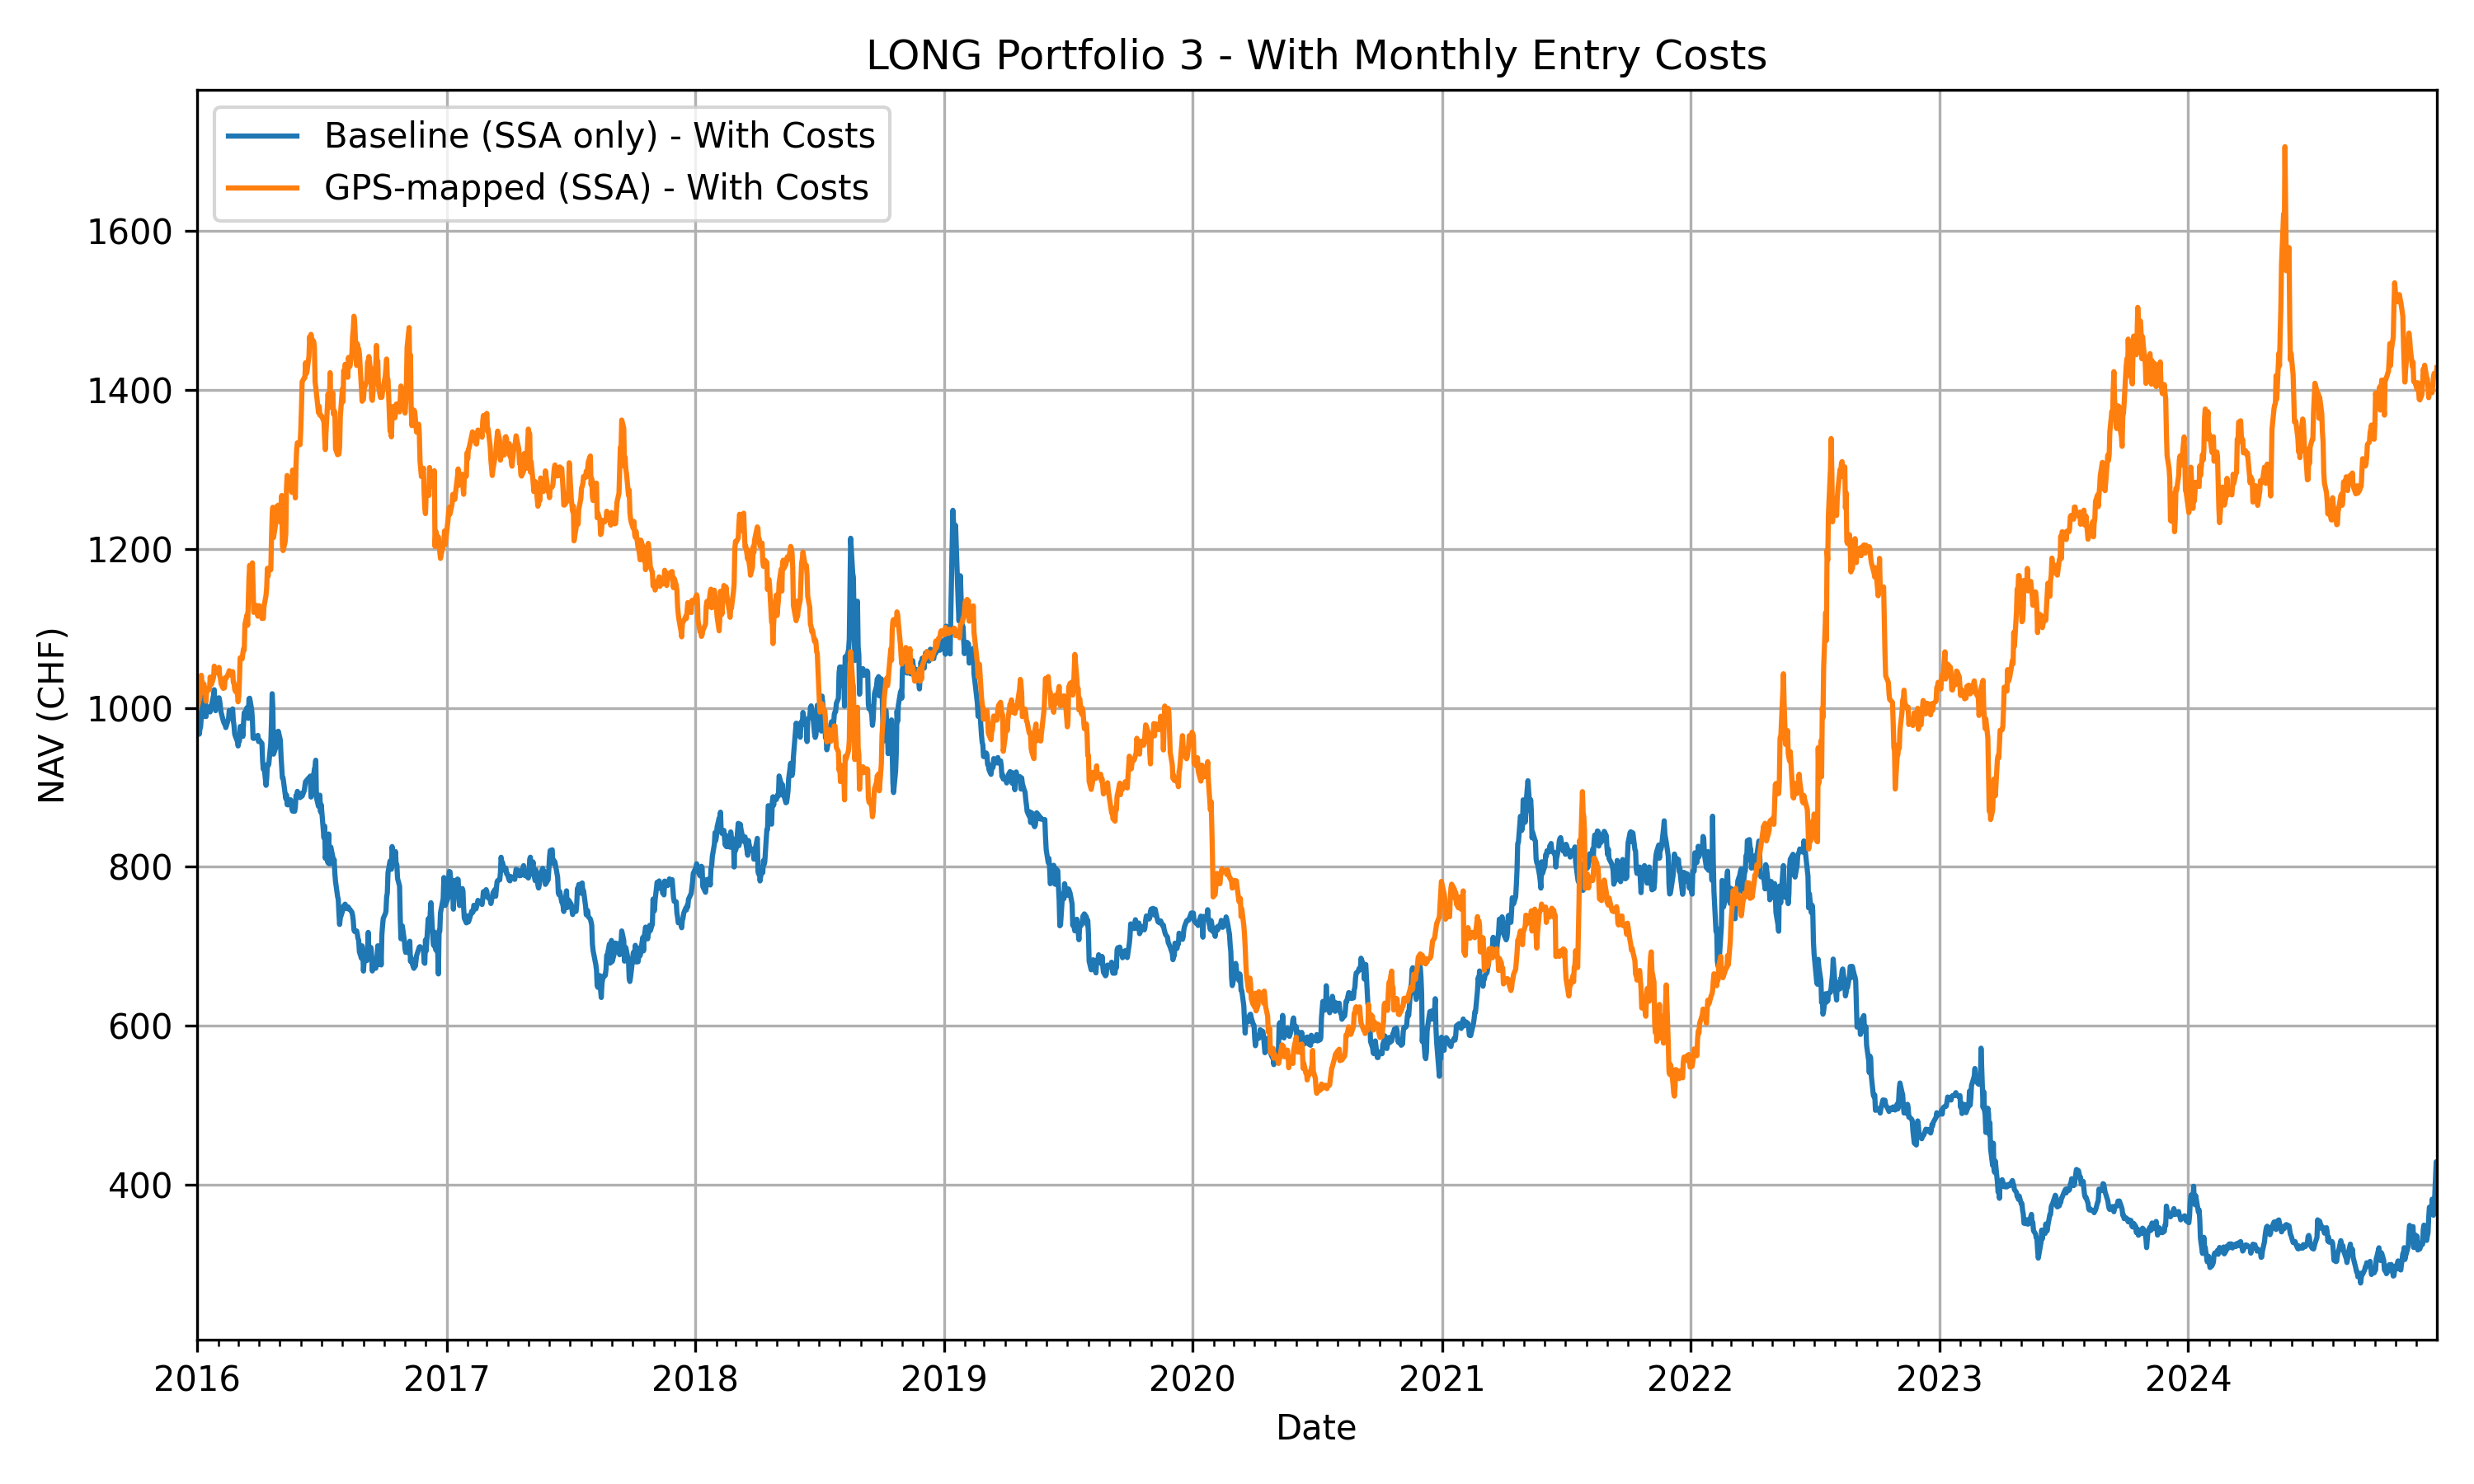 LONG Portfolio 3 - With Monthly Entry Costs
Baseline (SSA only) - With Costs
GPS-mapped (SSA) - With Costs
1600
1400
1200
1000
800
600
400
NAV (CHF)
2016 2017 2018 2019 2020 2021 2022 2023 2024
Date